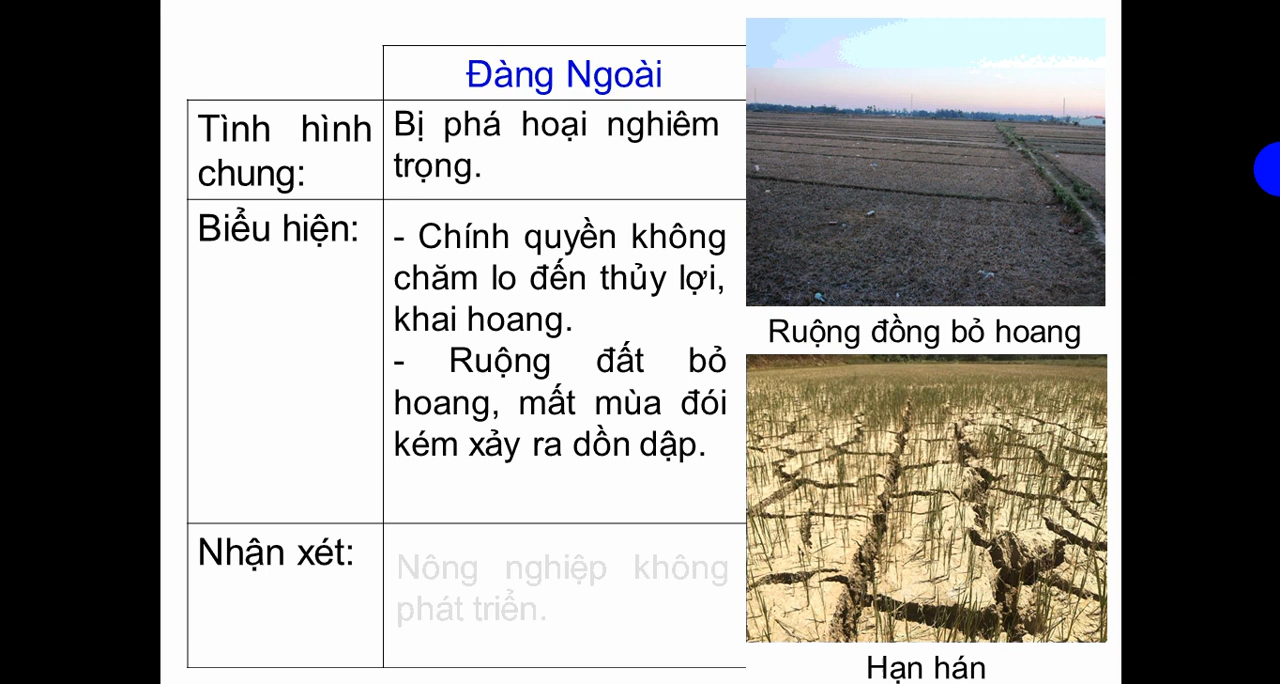 Đàng Ngoài
Tình hình
chung:
Bị phá hoại nghiêm
trọng.
Biểu hiện:
- Chính quyền không
chăm lo đến thủy lợi,
khai hoang.
- Ruộng đất bỏ
hoang, mất mùa đói
kém xảy ra dồn dập.
Nhận xét:
Nông nghiệp không
phát triển.
Ruộng đồng bỏ hoang
Hạn hán